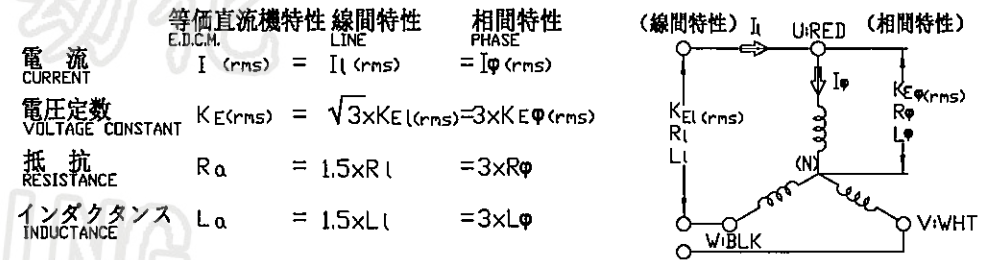 等価直流機特性 線間特性 相間特性
E.D.C.M. LINE PHASE
電 流 I (rms) = Il (rms) =Iφ (rms)
CURRENT
電圧定数 KE(rms) = √3xKEl(rms)=3xKEφ(rms)
VOLTAGE CONSTANT
抵 抗 Ra = 1.5xRl =3xRφ
RESISTANCE
インダクタンス La = 1.5xLl =3xLφ
INDUCTANCE
(線間特性) Il U:RED (相間特性)
Iφ
KEl(rms)
Rl
Ll
KEφ(rms)
Rφ
Lφ
(N)
W:BLK
V:WHT